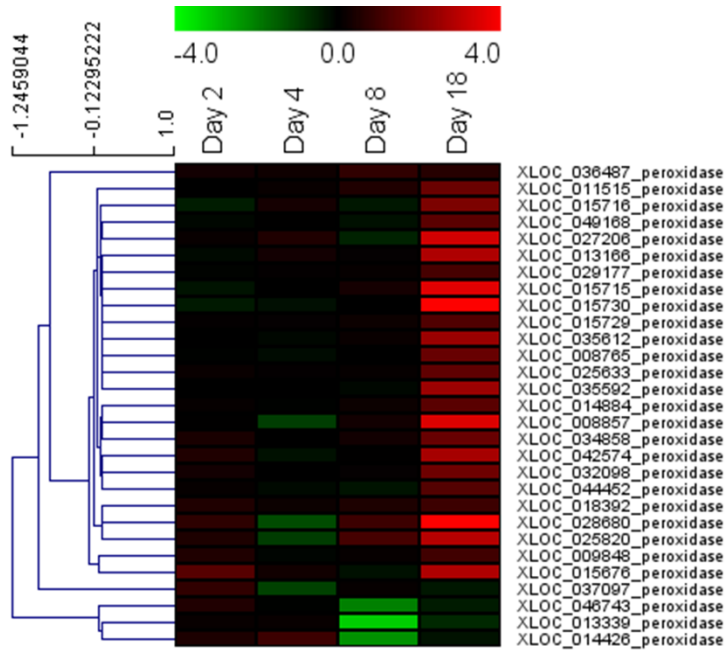 -4.0 0.0 4.0
-1.2459044
-0.12295222
1.0
Day 2
Day 4
Day 8
Day 18
XLOC_036487_peroxidase
XLOC_011515_peroxidase
XLOC_015716_peroxidase
XLOC_049168_peroxidase
XLOC_027206_peroxidase
XLOC_013166_peroxidase
XLOC_029177_peroxidase
XLOC_015715_peroxidase
XLOC_015730_peroxidase
XLOC_015729_peroxidase
XLOC_035612_peroxidase
XLOC_008765_peroxidase
XLOC_025633_peroxidase
XLOC_035592_peroxidase
XLOC_014884_peroxidase
XLOC_008857_peroxidase
XLOC_034858_peroxidase
XLOC_042574_peroxidase
XLOC_032098_peroxidase
XLOC_044452_peroxidase
XLOC_018392_peroxidase
XLOC_028680_peroxidase
XLOC_025820_peroxidase
XLOC_009848_peroxidase
XLOC_015676_peroxidase
XLOC_037097_peroxidase
XLOC_046743_peroxidase
XLOC_013339_peroxidase
XLOC_014426_peroxidase